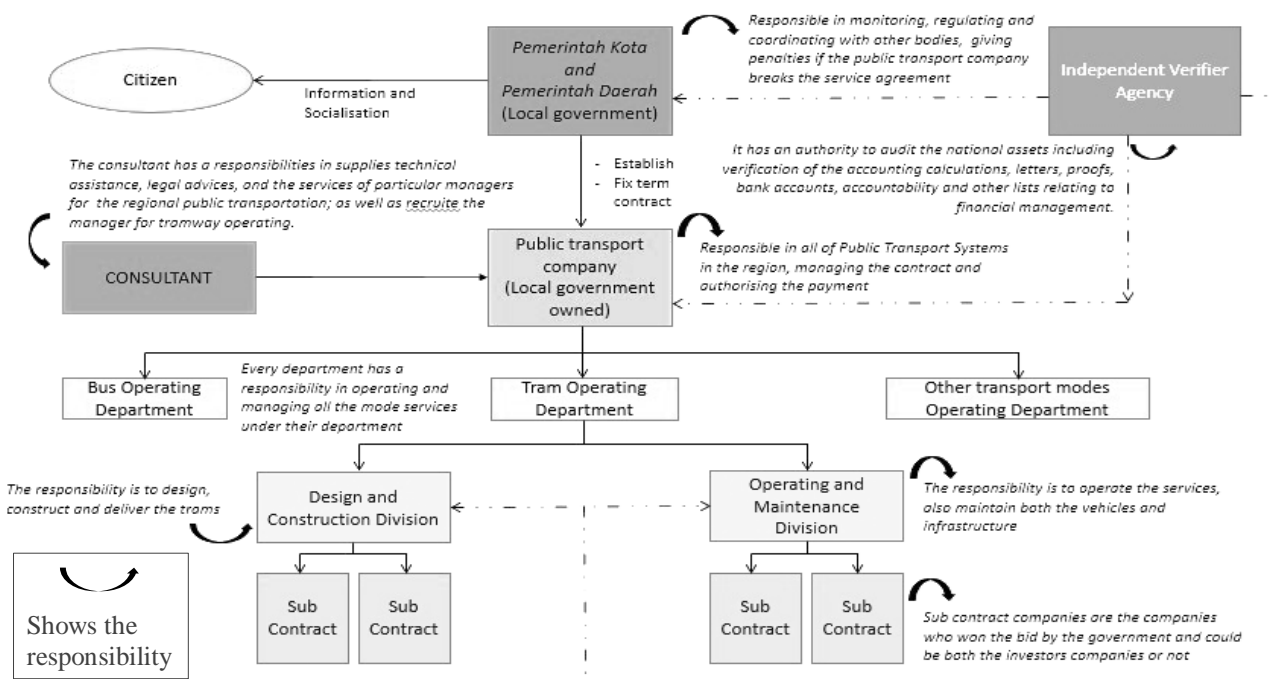 Responsible in monitoring, regulating and
coordinating with other bodies, giving
penalties if the public transport company
breaks the service agreement
Pemerintah Kota
and
Pemerintah Daerah
(Local government)
Citizen
Information and
Socialisation
Independent Verifier
Agency
The consultant has a responsibilities in supplies technical
assistance, legal advices, and the services of particular managers
for the regional public transportation; as well as recruite the
manager for tramway operating.
- Establish
- Fix term
contract
It has an authority to audit the national assets including
verification of the accounting calculations, letters, proofs,
bank accounts, accountability and other lists relating to
financial management.
CONSULTANT
Public transport
company
(Local government
owned)
Responsible in all of Public Transport Systems
in the region, managing the contract and
authorising the payment
Bus Operating
Department
Every department has a
responsibility in operating and
managing all the mode services
under their department
Tram Operating
Department
Other transport modes
Operating Department
The responsibility is to design,
construct and deliver the trams
Design and
Construction Division
Operating and
Maintenance
Division
The responsibility is to operate the services,
also maintain both the vehicles and
infrastructure
Shows the
responsibility
Sub
Contract
Sub
Contract
Sub
Contract
Sub
Contract
Sub contract companies are the companies
who won the bid by the government and could
be both the investors companies or not